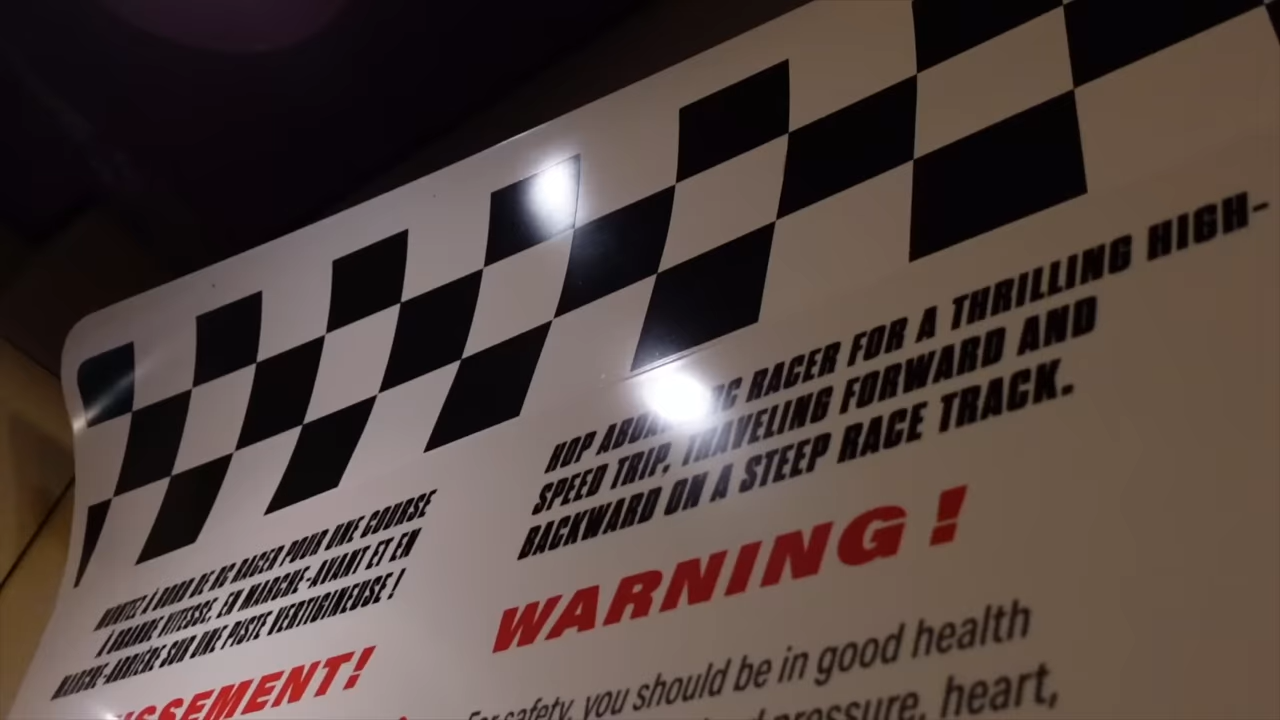 MONTEZ À BORD DE RC RACER POUR UNE COURSE
À GRANDE VITESSE, EN MARCHE-AVANT ET EN
MARCHE-ARRIÈRE SUR UNE PISTE VERTIGINEUSE !
HOP RC RACER FOR A THRILLING HIGH-
SPEED TRIP, TRAVELING FORWARD AND
BACKWARD ON A STEEP RACE TRACK.
WARNING !
For safety, you should be in good health
pressure, heart,